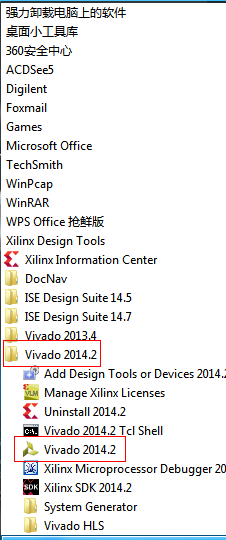 强力卸载电脑上的软件
桌面小工具库
360安全中心
ACDSee5
Digilent
Foxmail
Games
Microsoft Office
TechSmith
WinPcap
WinRAR
WPS Office 抢鲜版
Xilinx Design Tools
Xilinx Information Center
DocNav
ISE Design Suite 14.5
ISE Design Suite 14.7
Vivado 2013.4
Vivado 2014.2
Add Design Tools or Devices 2014.
VLM Manage Xilinx Licenses
Uninstall 2014.2
C:\. Vivado 2014.2 Tcl Shell
Vivado 2014.2
Xilinx Microprocessor Debugger 20
SDK Xilinx SDK 2014.2
System Generator
Vivado HLS